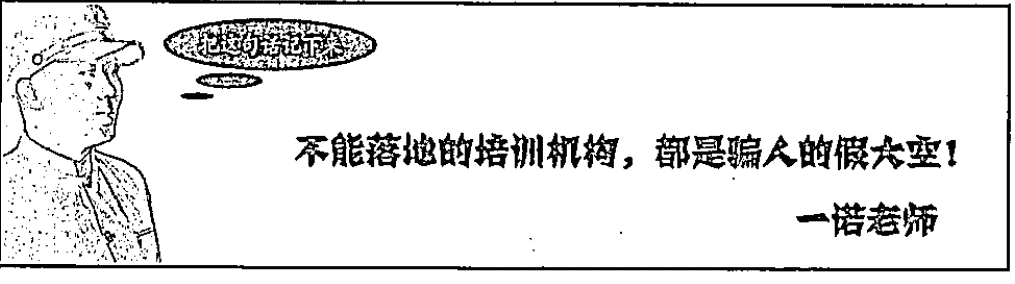 把这句话记下来
不能落地的培训机构，都是骗人的假大空！
一诺老师